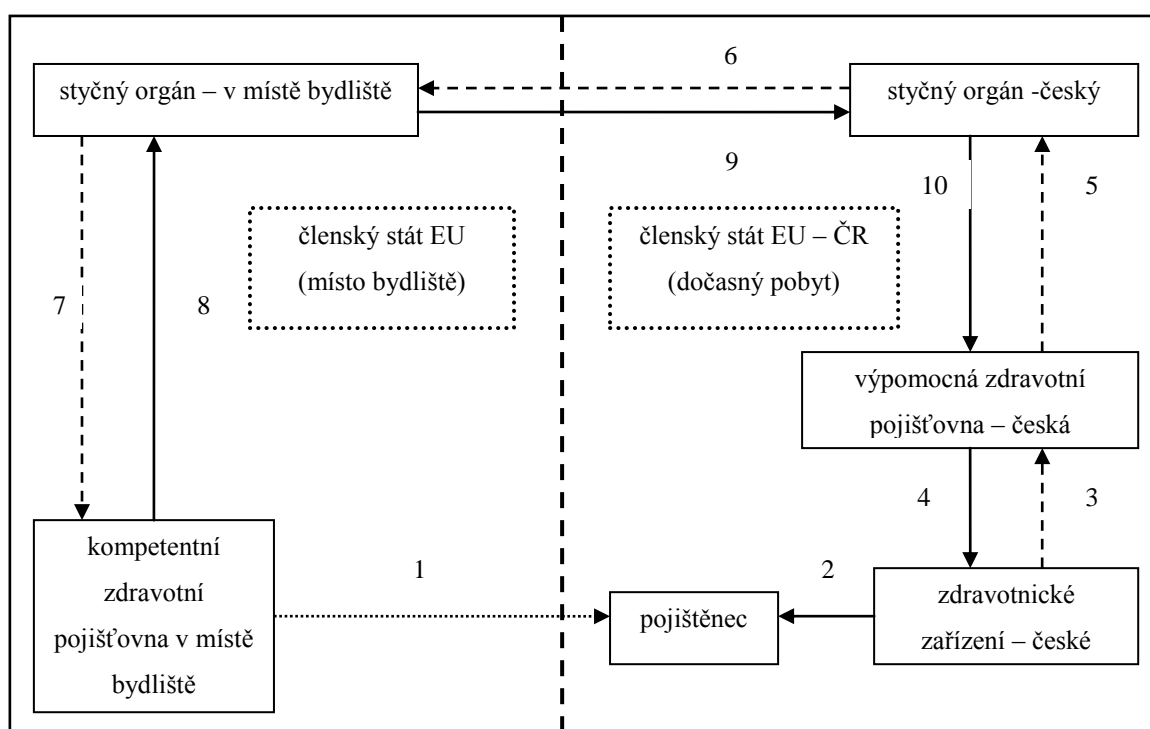 6
styčný orgán – v místě bydliště
styčný orgán -český
9
10
5
členský stát EU
(místo bydliště)
členský stát EU – ČR
(dočasný pobyt)
7
8
výpomocná zdravotní
pojišťovna – česká
4
3
kompetentní
zdravotní
pojišťovna v místě
bydliště
1
2
pojištěnec
zdravotnické
zařízení – české